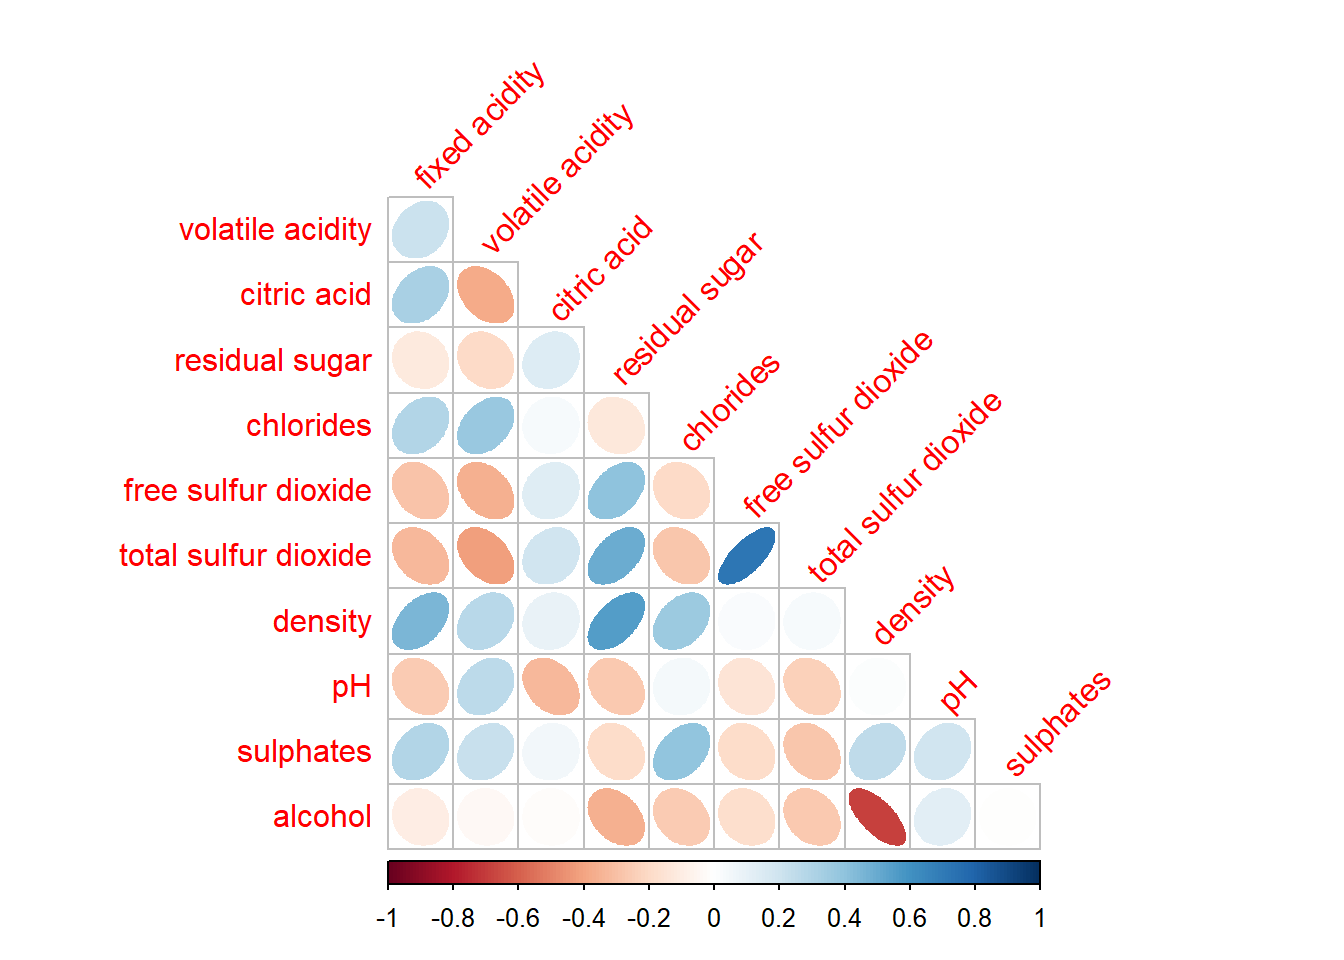 fixed acidity
volatile acidity
citric acid
residual sugar
chlorides
free sulfur dioxide
total sulfur dioxide
density
pH
sulphates
volatile acidity
citric acid
residual sugar
chlorides
free sulfur dioxide
total sulfur dioxide
density
pH
sulphates
alcohol
-1 -0.8 -0.6 -0.4 -0.2 0 0.2 0.4 0.6 0.8 1